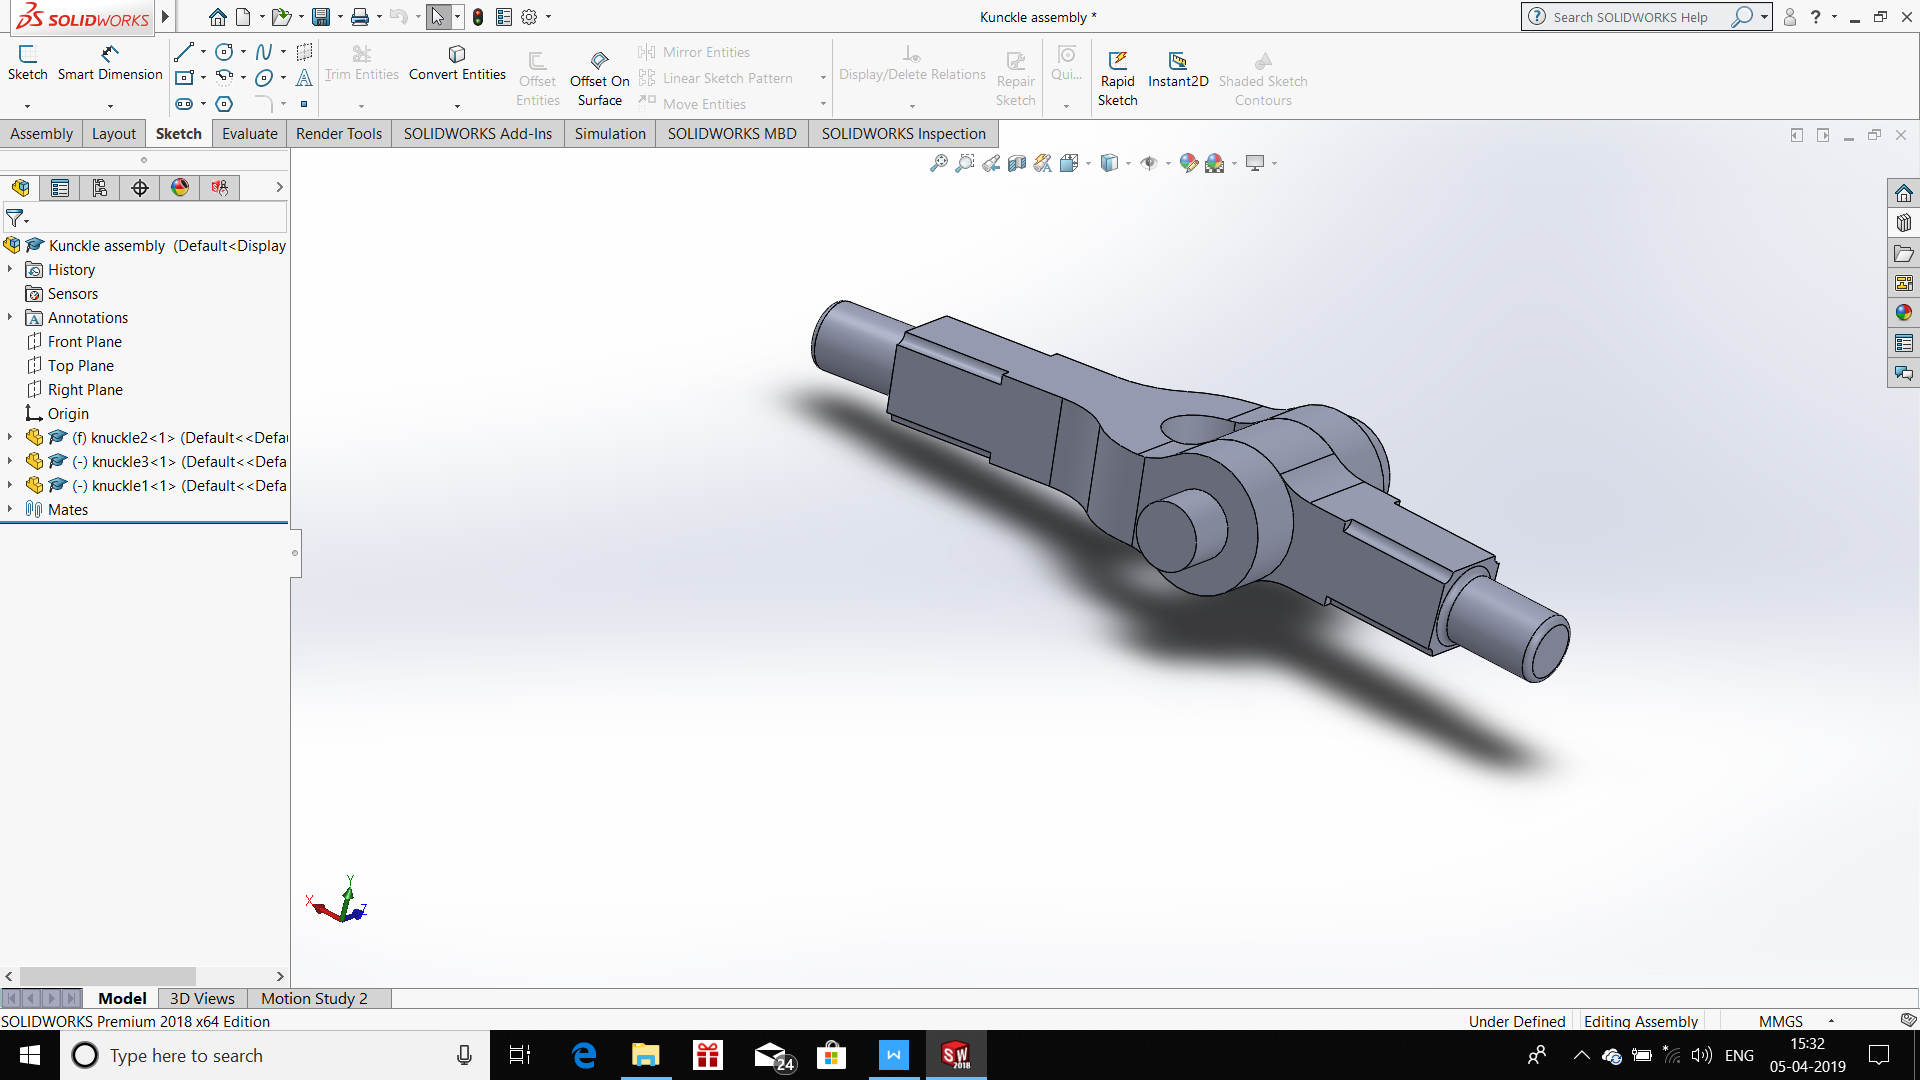 SOLIDWORKS
Kunckle assembly *
Search SOLIDWORKS Help
Sketch
Smart Dimension
Trim Entities
Convert Entities
Offset Entities
Offset On Surface
Mirror Entities
Linear Sketch Pattern
Move Entities
Display/Delete Relations
Repair Sketch
Qui...
Rapid Sketch
Instant2D
Shaded Sketch Contours
Assembly
Layout
Sketch
Evaluate
Render Tools
SOLIDWORKS Add-Ins
Simulation
SOLIDWORKS MBD
SOLIDWORKS Inspection
Kunckle assembly (Default<Display
History
Sensors
Annotations
Front Plane
Top Plane
Right Plane
Origin
(f) knuckle2<1> (Default<<Defau
(-) knuckle3<1> (Default<<Defa
(-) knuckle1<1> (Default<<Defa
Mates
Y
X
Z
Model
3D Views
Motion Study 2
SOLIDWORKS Premium 2018 x64 Edition
Under Defined
Editing Assembly
MMGS
Type here to search
24
W
SW
2018
ENG
15:32
05-04-2019